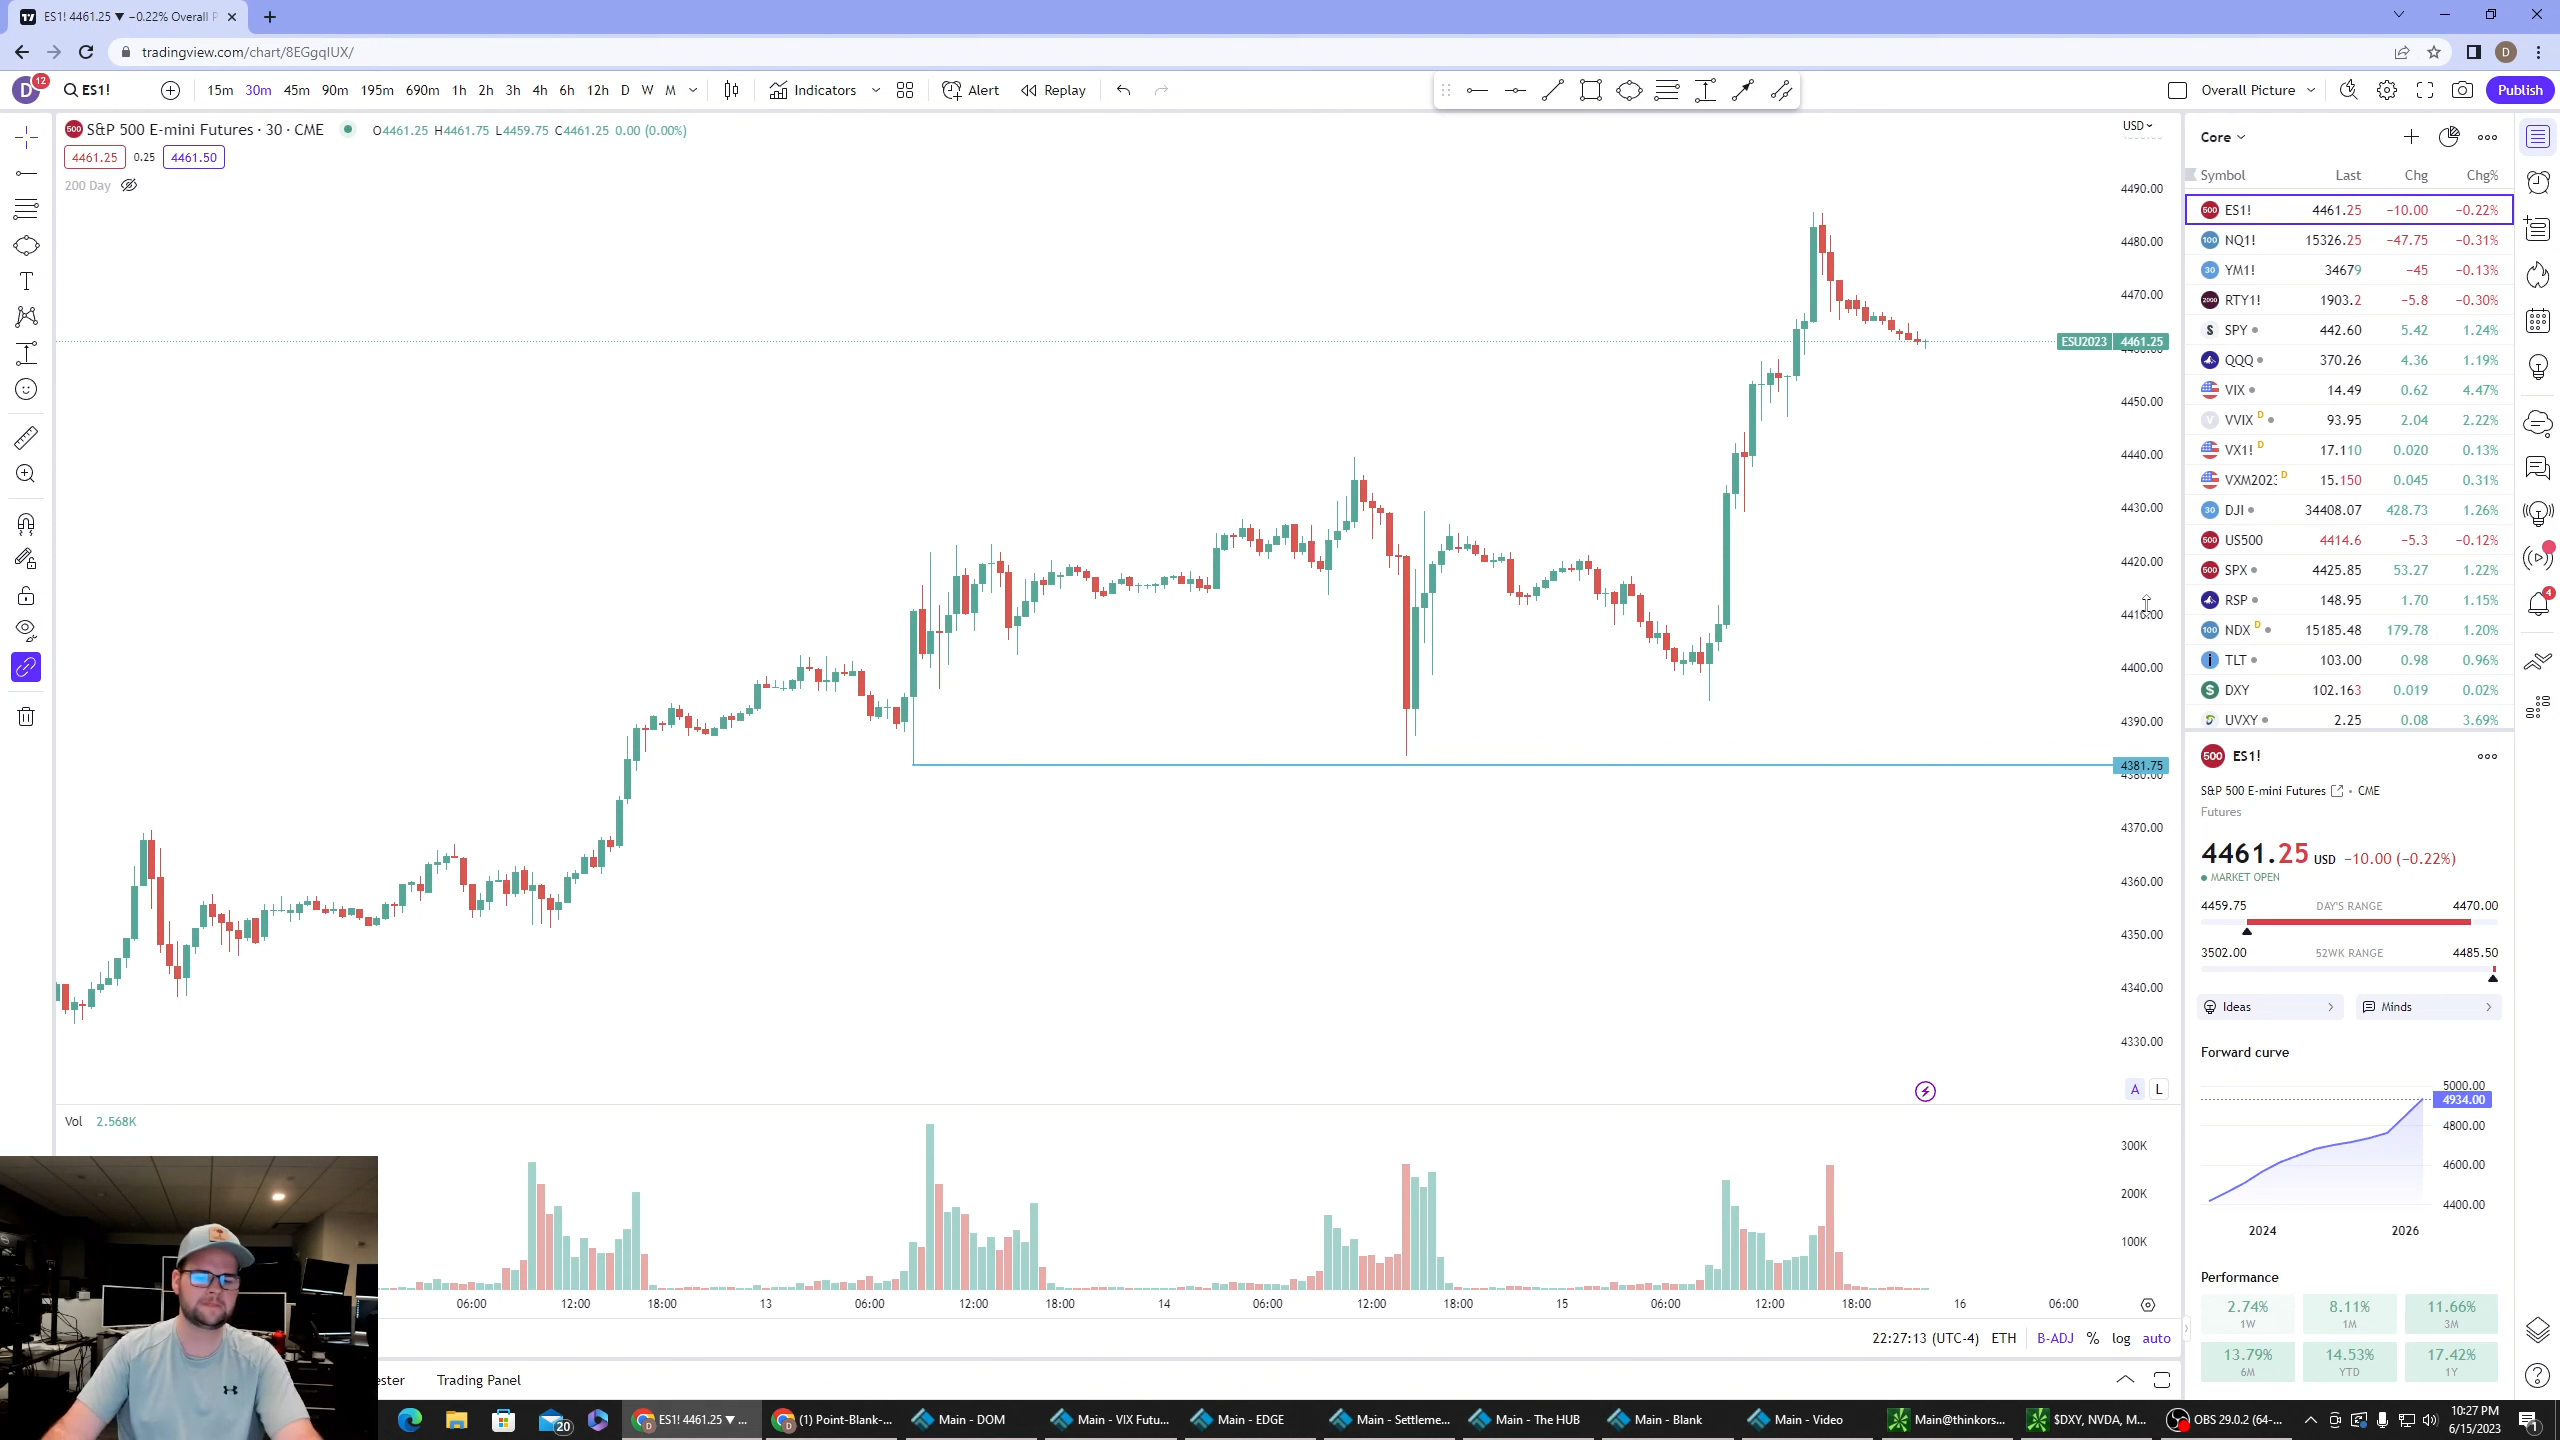 ES1! 4461.25 ▼ −0.22% Overall P
tradingview.com/chart/8EGgqIUX/
D 12 ES1! 15m 30m 45m 90m 195m 690m 1h 2h 3h 4h 6h 12h D W M Indicators Alert Replay Overall Picture Publish
S&P 500 E-mini Futures · 30 · CME O4461.25 H4461.75 L4459.75 C4461.25 0.00 (0.00%)
4461.25 0.25 4461.50
200 Day
USD
4490.00
4480.00
4470.00
ESU2023 4461.25
4460.00
4450.00
4440.00
4430.00
4420.00
4410.00
4400.00
4390.00
4381.75
4380.00
4370.00
4360.00
4350.00
4340.00
4330.00
A L
Vol 2.568K
300K
200K
100K
06:00 12:00 18:00 13 06:00 12:00 18:00 14 06:00 12:00 18:00 15 06:00 12:00 18:00 16 06:00
22:27:13 (UTC-4) ETH B-ADJ % log auto
ester Trading Panel
Core
Symbol Last Chg Chg%
500 ES1! 4461.25 −10.00 −0.22%
100 NQ1! 15326.25 −47.75 −0.31%
30 YM1! 34679 −45 −0.13%
2000 RTY1! 1903.2 −5.8 −0.30%
S SPY 442.60 5.42 1.24%
QQQ 370.26 4.36 1.19%
VIX 14.49 0.62 4.47%
V VVIX D 93.95 2.04 2.22%
VX1! D 17.110 0.020 0.13%
VXM2023 D 15.150 0.045 0.31%
30 DJI 34408.07 428.73 1.26%
500 US500 4414.6 −5.3 −0.12%
500 SPX 4425.85 53.27 1.22%
RSP 148.95 1.70 1.15%
100 NDX D 15185.48 179.78 1.20%
i TLT 103.00 0.98 0.96%
$ DXY 102.163 0.019 0.02%
UVXY 2.25 0.08 3.69%
500 ES1!
S&P 500 E-mini Futures • CME
Futures
4461.25 USD −10.00 (−0.22%)
MARKET OPEN
4459.75 DAY'S RANGE 4470.00
3502.00 52WK RANGE 4485.50
Ideas Minds
Forward curve
5000.00
4934.00
4800.00
4600.00
4400.00
2024 2026
Performance
2.74% 8.11% 11.66%
1W 1M 3M
13.79% 14.53% 17.42%
6M YTD 1Y
4
20 ES1! 4461.25 ▼ ... (1) Point-Blank-... Main - DOM Main - VIX Futu... Main - EDGE Main - Settleme... Main - The HUB Main - Blank Main - Video Main@thinkors... $DXY, NVDA, M... OBS 29.0.2 (64-...
10:27 PM
6/15/2023
1